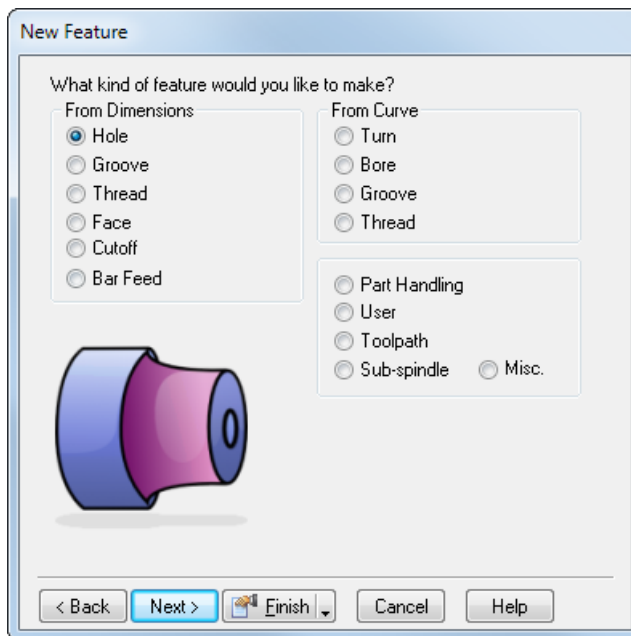 New Feature
What kind of feature would you like to make?
From Dimensions
Hole
Groove
Thread
Face
Cutoff
Bar Feed
From Curve
Turn
Bore
Groove
Thread
Part Handling
User
Toolpath
Sub-spindle Misc.
< Back Next > Finish Cancel Help